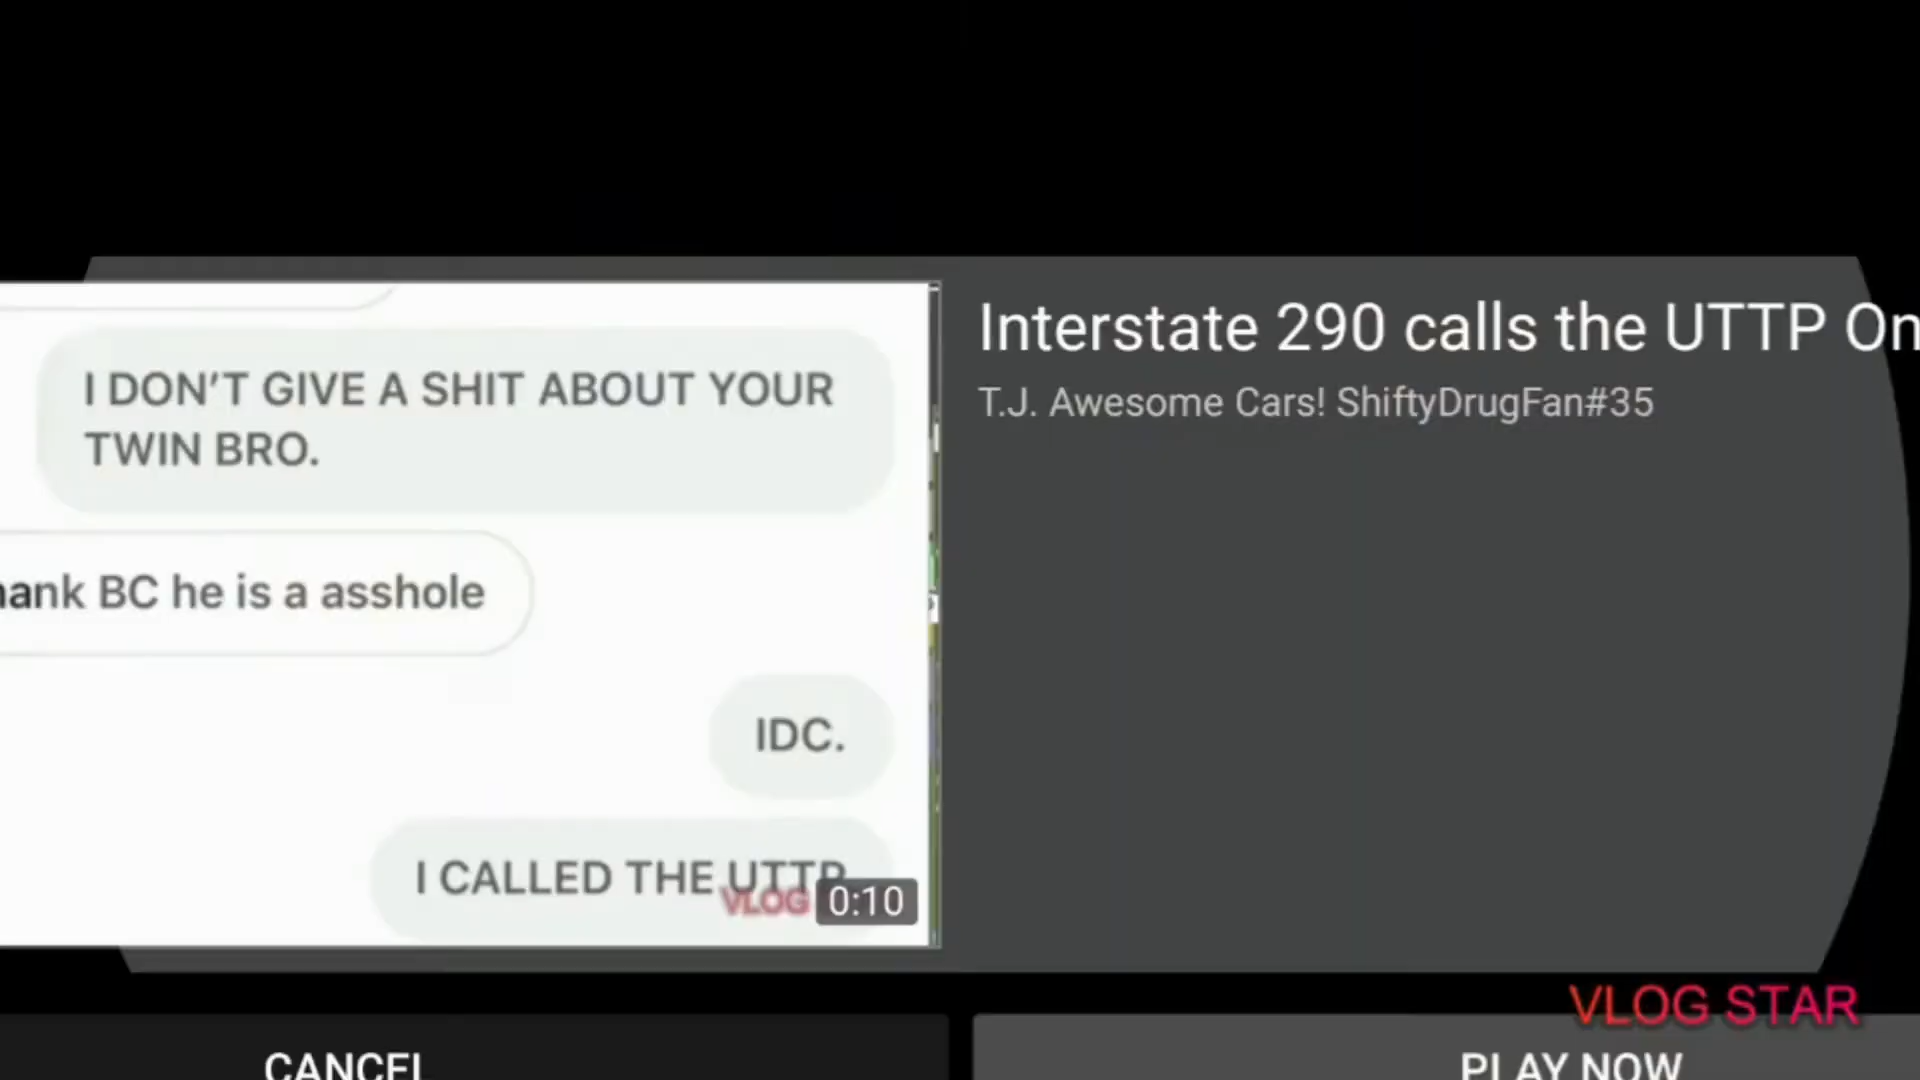 Interstate 290 calls the UTTP On
T.J. Awesome Cars! ShiftyDrugFan#35
I DON'T GIVE A SHIT ABOUT YOUR
TWIN BRO.
hank BC he is a asshole
IDC.
I CALLED THE UTTP
VLOG
0:10
VLOG STAR
CANCEL
PLAY NOW